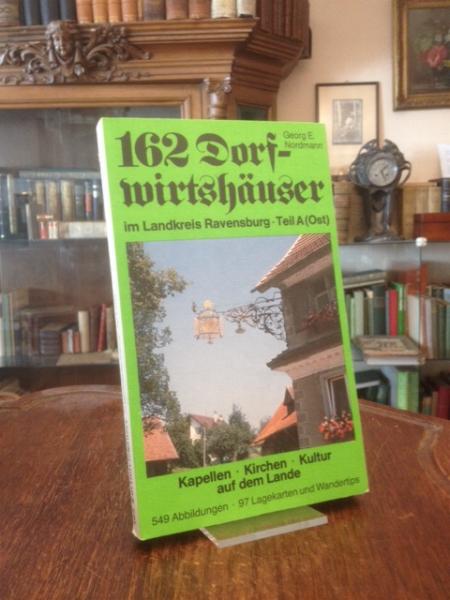 Georg E.
Nordmann
162 Dorf-
wirtshäuser
im Landkreis Ravensburg · Teil A (Ost)
Kapellen · Kirchen · Kultur
auf dem Lande
549 Abbildungen · 97 Lagekarten und Wandertips